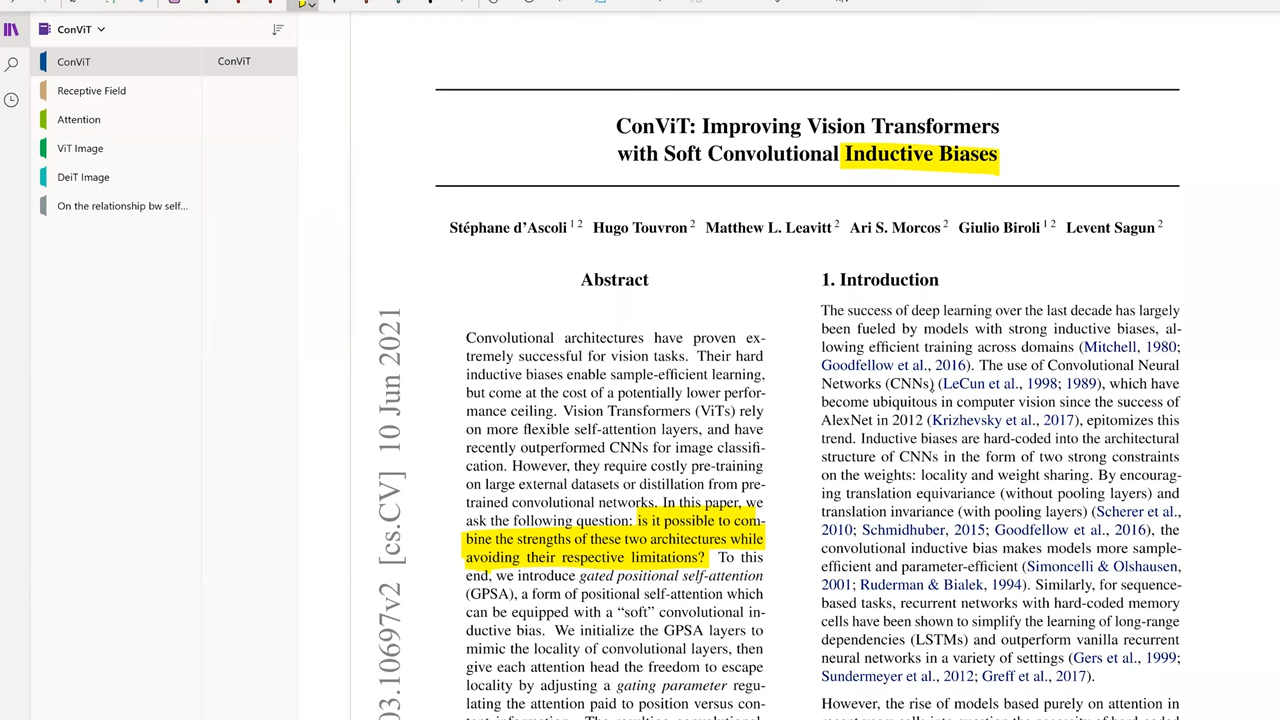 ConViT
ConViT
ConViT
Receptive Field
Attention
ViT Image
DeiT Image
On the relationship bw self...
ConViT: Improving Vision Transformers
with Soft Convolutional Inductive Biases
Stéphane d'Ascoli 1 2 Hugo Touvron 2 Matthew L. Leavitt 2 Ari S. Morcos 2 Giulio Biroli 1 2 Levent Sagun 2
03.10697v2 [cs.CV] 10 Jun 2021
Abstract
Convolutional architectures have proven ex-
tremely successful for vision tasks. Their hard
inductive biases enable sample-efficient learning,
but come at the cost of a potentially lower perfor-
mance ceiling. Vision Transformers (ViTs) rely
on more flexible self-attention layers, and have
recently outperformed CNNs for image classifi-
cation. However, they require costly pre-training
on large external datasets or distillation from pre-
trained convolutional networks. In this paper, we
ask the following question: is it possible to com-
bine the strengths of these two architectures while
avoiding their respective limitations? To this
end, we introduce gated positional self-attention
(GPSA), a form of positional self-attention which
can be equipped with a “soft” convolutional in-
ductive bias. We initialize the GPSA layers to
mimic the locality of convolutional layers, then
give each attention head the freedom to escape
locality by adjusting a gating parameter regu-
lating the attention paid to position versus con-
1. Introduction
The success of deep learning over the last decade has largely
been fueled by models with strong inductive biases, al-
lowing efficient training across domains (Mitchell, 1980;
Goodfellow et al., 2016). The use of Convolutional Neural
Networks (CNNs) (LeCun et al., 1998; 1989), which have
become ubiquitous in computer vision since the success of
AlexNet in 2012 (Krizhevsky et al., 2017), epitomizes this
trend. Inductive biases are hard-coded into the architectural
structure of CNNs in the form of two strong constraints
on the weights: locality and weight sharing. By encourag-
ing translation equivariance (without pooling layers) and
translation invariance (with pooling layers) (Scherer et al.,
2010; Schmidhuber, 2015; Goodfellow et al., 2016), the
convolutional inductive bias makes models more sample-
efficient and parameter-efficient (Simoncelli & Olshausen,
2001; Ruderman & Bialek, 1994). Similarly, for sequence-
based tasks, recurrent networks with hard-coded memory
cells have been shown to simplify the learning of long-range
dependencies (LSTMs) and outperform vanilla recurrent
neural networks in a variety of settings (Gers et al., 1999;
Sundermeyer et al., 2012; Greff et al., 2017).
However, the rise of models based purely on attention in